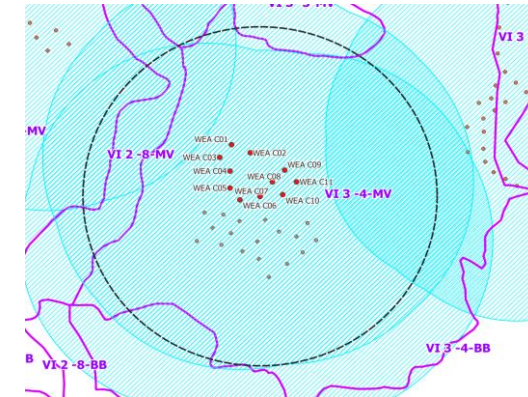 VI 3
-MV
VI 2 -8-MV
WEA C01
WEA C02
WEA C03
WEA C09
WEA C04
WEA C08
WEA C11
WEA C05
WEA C07
VI 3 -4-MV
WEA C06
WEA C10
VI 3 -4-BB
B
VI 2 -8-BB